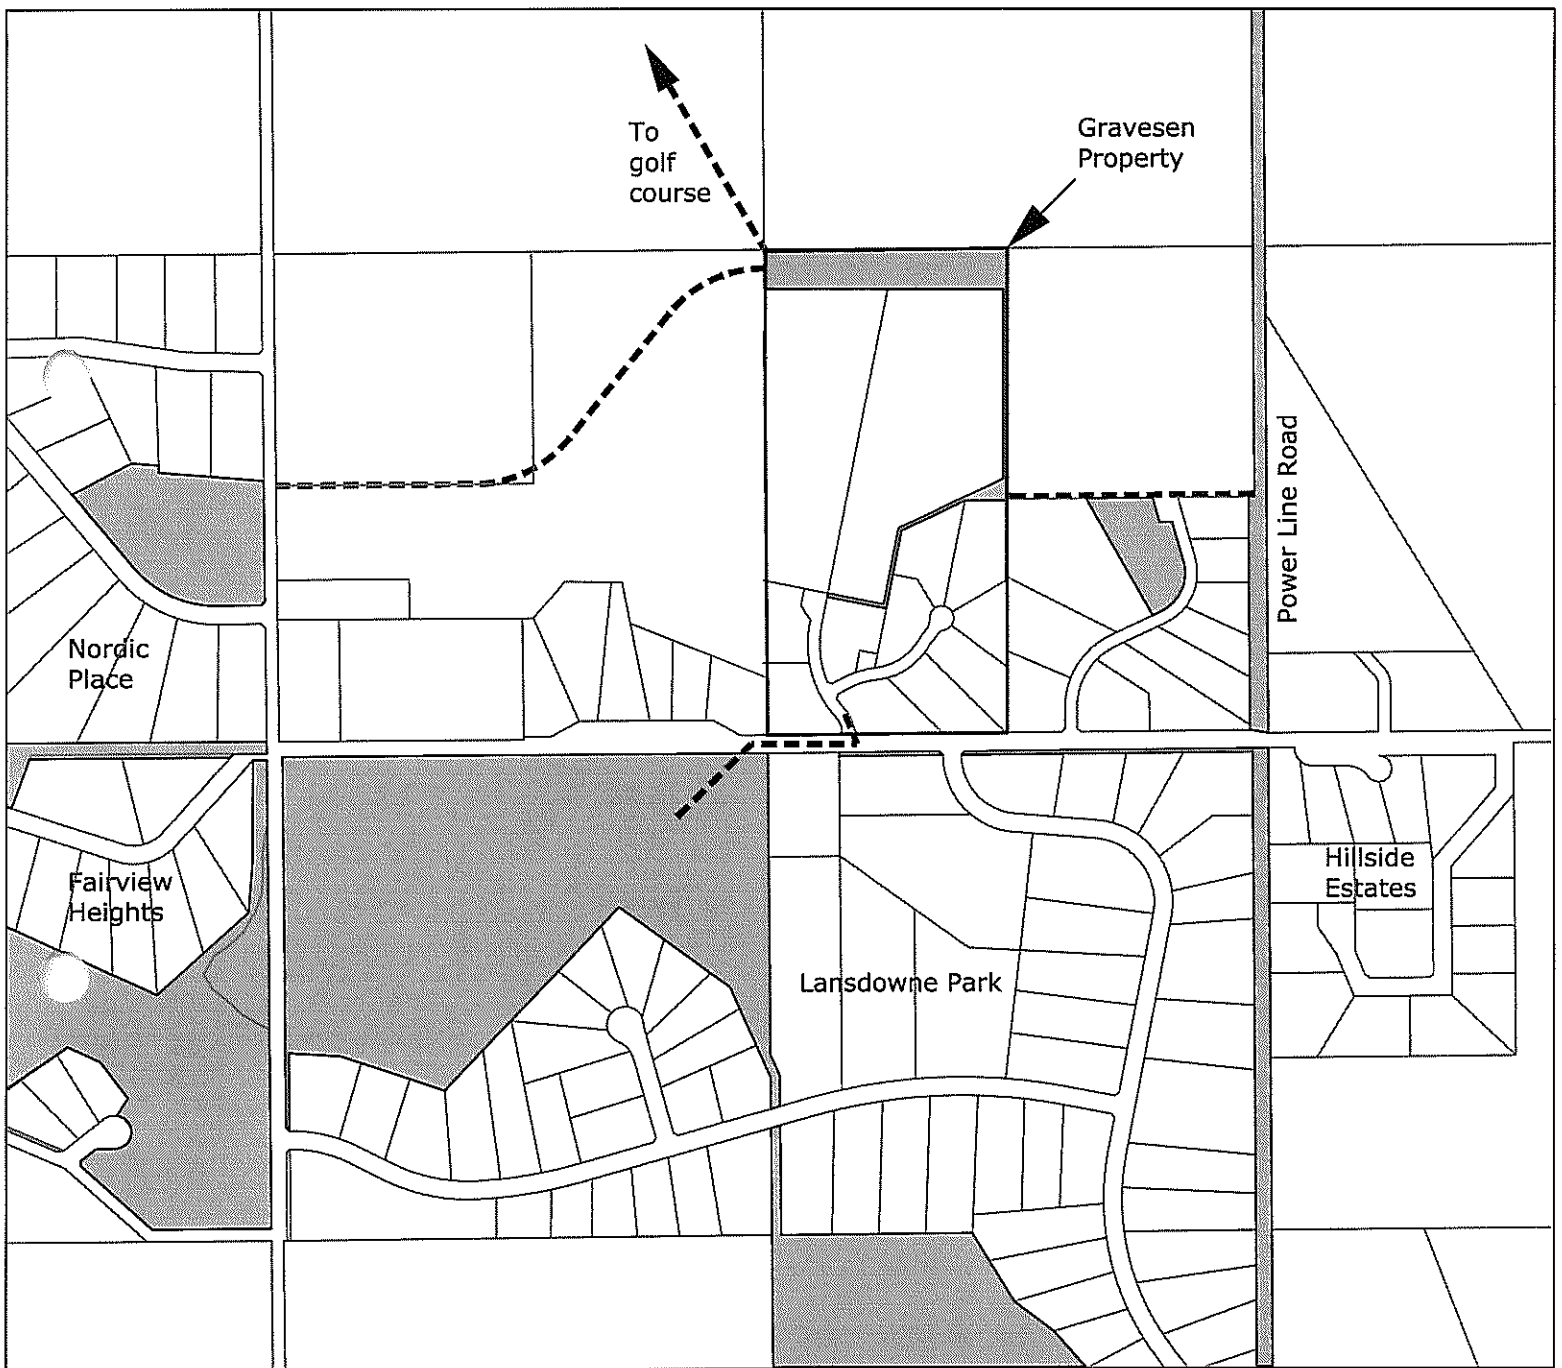 To
golf
course
Gravesen
Property
Power Line Road
Nordic
Place
Fairview
Heights
Hillside
Estates
Lansdowne Park